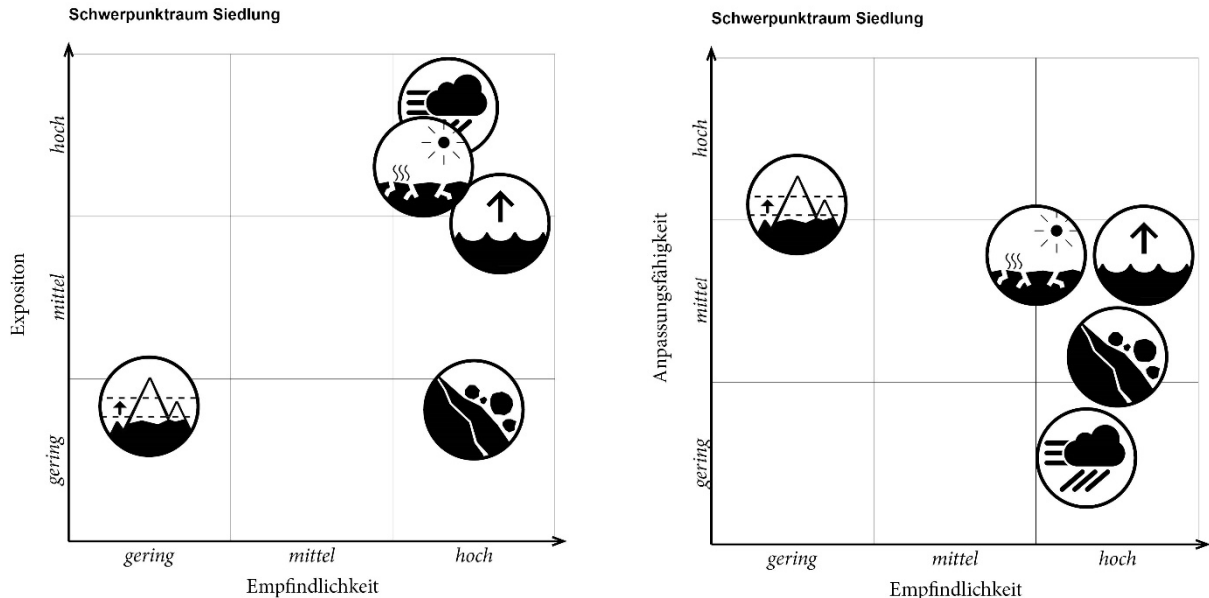 Schwerpunktraum Siedlung
Expositon
hoch
mittel
gering
gering mittel hoch
Empfindlichkeit
Schwerpunktraum Siedlung
Anpassungsfähigkeit
hoch
mittel
gering
gering mittel hoch
Empfindlichkeit